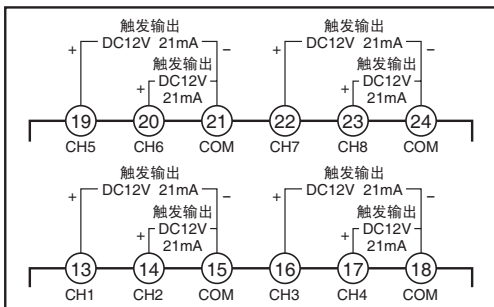 触发输出 触发输出
+ DC12V 21mA − + DC12V 21mA −
触发输出 触发输出
+ DC12V + DC12V
21mA 21mA
19 20 21 22 23 24
CH5 CH6 COM CH7 CH8 COM
触发输出 触发输出
+ DC12V 21mA − + DC12V 21mA −
触发输出 触发输出
+ DC12V + DC12V
21mA 21mA
13 14 15 16 17 18
CH1 CH2 COM CH3 CH4 COM